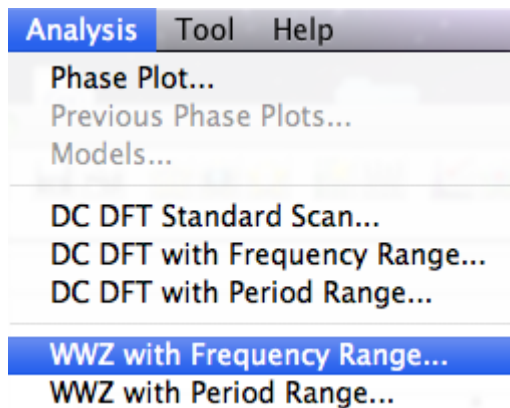 Analysis Tool Help
Phase Plot...
Previous Phase Plots...
Models...
DC DFT Standard Scan...
DC DFT with Frequency Range...
DC DFT with Period Range...
WWZ with Frequency Range...
WWZ with Period Range...